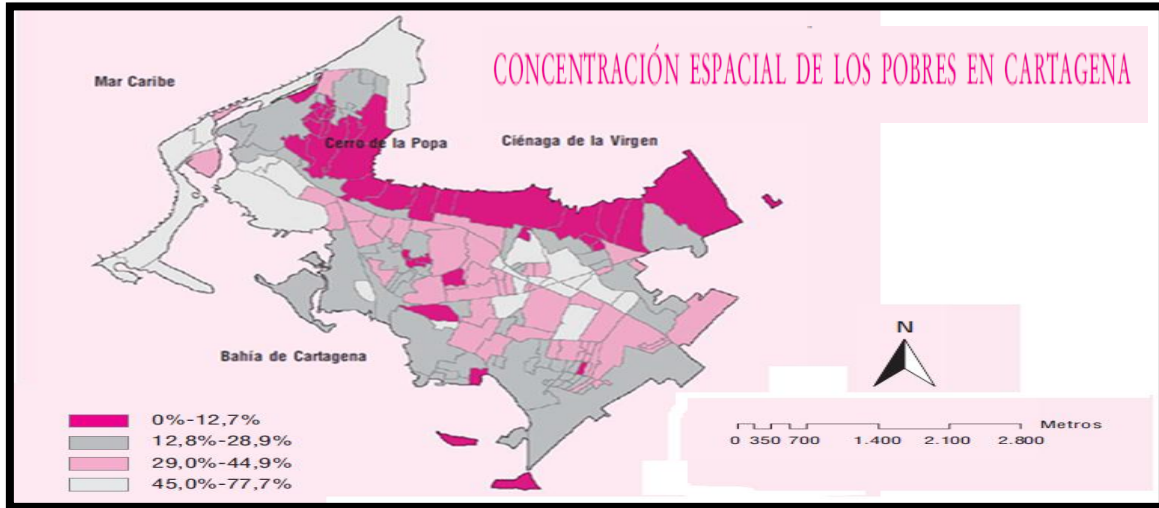 CONCENTRACIÓN ESPACIAL DE LOS POBRES EN CARTAGENA
Mar Caribe
Cerro de la Popa
Ciénaga de la Virgen
Bahía de Cartagena
N
0%-12,7%
12,8%-28,9%
29,0%-44,9%
45,0%-77,7%
Metros
0 350 700 1.400 2.100 2.800